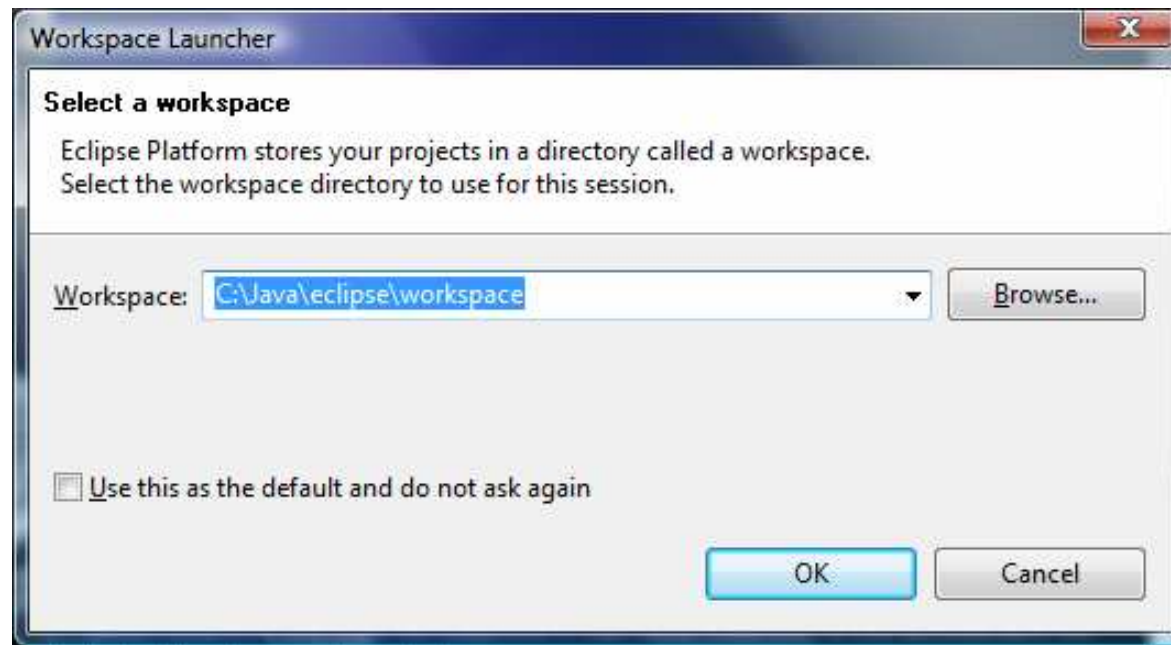 Workspace Launcher
X
Select a workspace
Eclipse Platform stores your projects in a directory called a workspace.
Select the workspace directory to use for this session.
Workspace: C:\Java\eclipse\workspace Browse...
Use this as the default and do not ask again
OK Cancel